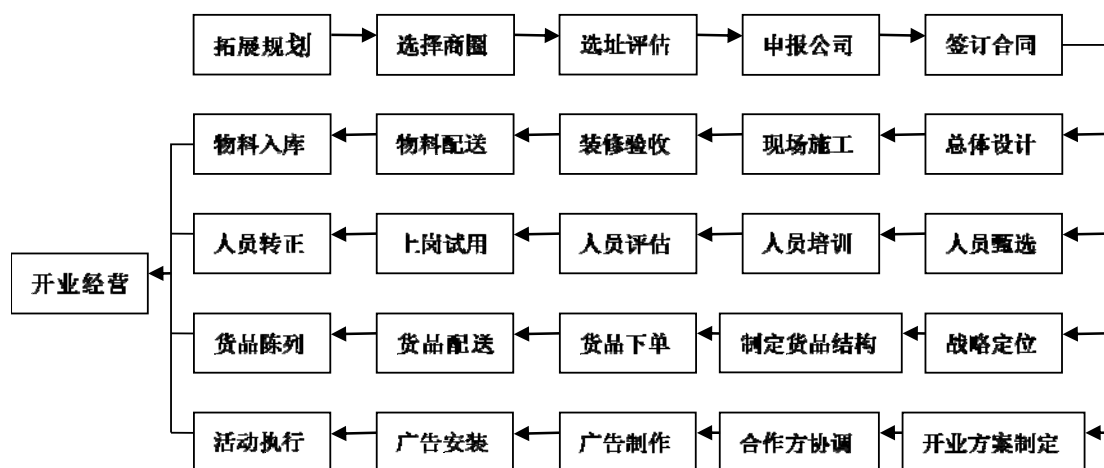 拓展规划 选择商圈 选址评估 申报公司 签订合同
物料入库 物料配送 装修验收 现场施工 总体设计
人员转正 上岗试用 人员评估 人员培训 人员甄选
开业经营
货品陈列 货品配送 货品下单 制定货品结构 战略定位
活动执行 广告安装 广告制作 合作方协调 开业方案制定